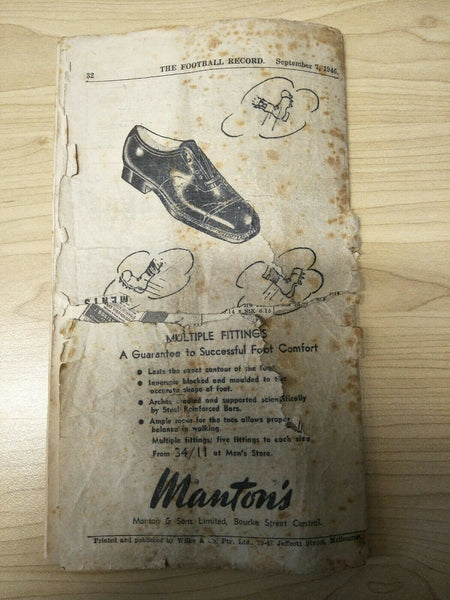 32 THE FOOTBALL RECORD. September 7, 1946.
MULTIPLE FITTINGS
A Guarantee to Successful Foot Comfort
● Lasts the exact contour of the foot.
● Innersole blocked and moulded to the
accurate shape of foot.
● Arches and supported scientifically
by Steel Reinforced Bars.
● Ample room for the toes allows proper
balance in walking.
Multiple fittings; five fittings to each size
From 34/11 at Men's Store.
Manton's
Manton & Sons Limited, Bourke Street Central.
Printed and published by Wilke & Co. Pty. Ltd., 19-47 Jeffcott Street, Melbourne